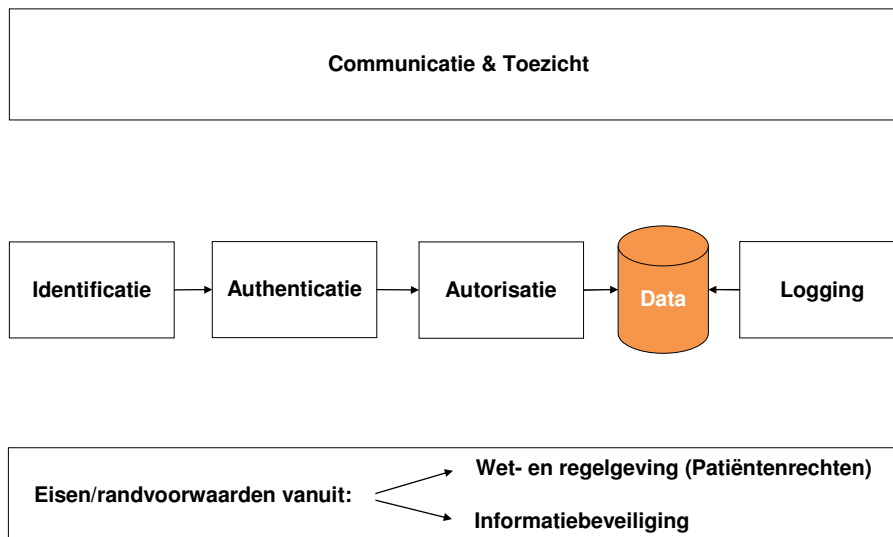 Communicatie & Toezicht
Identificatie
Authenticatie
Autorisatie
Data
Logging
Eisen/randvoorwaarden vanuit:
Wet- en regelgeving (Patiëntenrechten)
Informatiebeveiliging